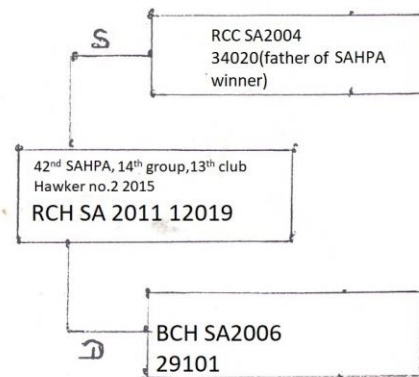 S
RCC SA2004
34020(father of SAHPA
winner)
42nd SAHPA, 14th group,13th club
Hawker no.2 2015
RCH SA 2011 12019
D
BCH SA2006
29101